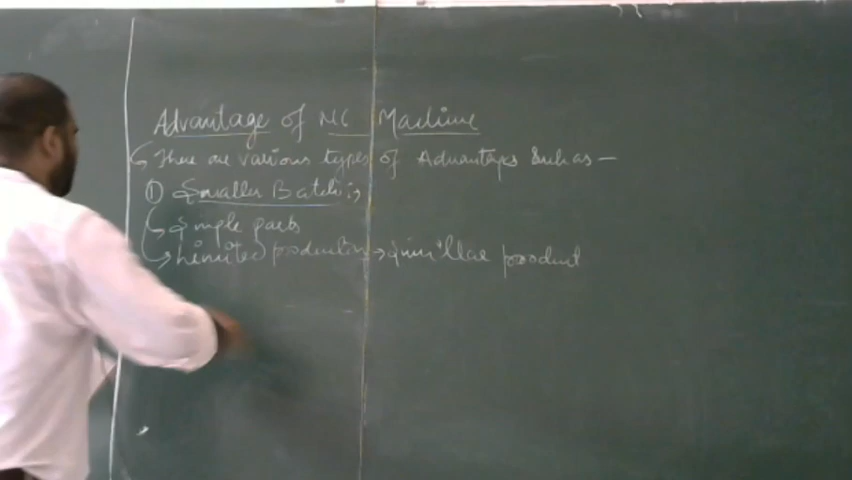 Advantage of NC Machine
There are various types of Advantages Such as —
① Smaller Batch :→
↳ Simple parts
↳ Limited production → Similar product